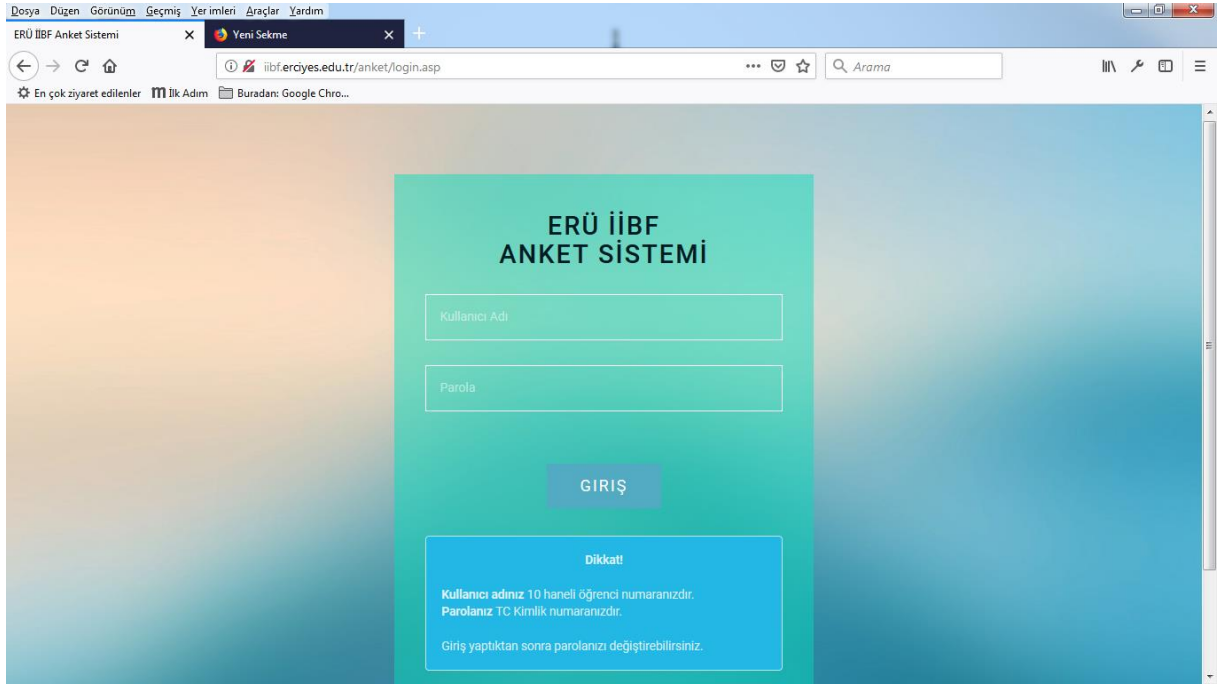 Dosya Düzen Görünüm Geçmiş Yer imleri Araçlar Yardım
ERÜ İİBF Anket Sistemi
Yeni Sekme
iibf.erciyes.edu.tr/anket/login.asp
Arama
En çok ziyaret edilenler
İlk Adım
Buradan: Google Chro...
ERÜ İİBF
ANKET SİSTEMİ
Kullanıcı Adı
Parola
GIRIŞ
Dikkat!
Kullanıcı adınız 10 haneli öğrenci numaranızdır.
Parolanız TC Kimlik numaranızdır.
Giriş yaptıktan sonra parolanızı değiştirebilirsiniz.